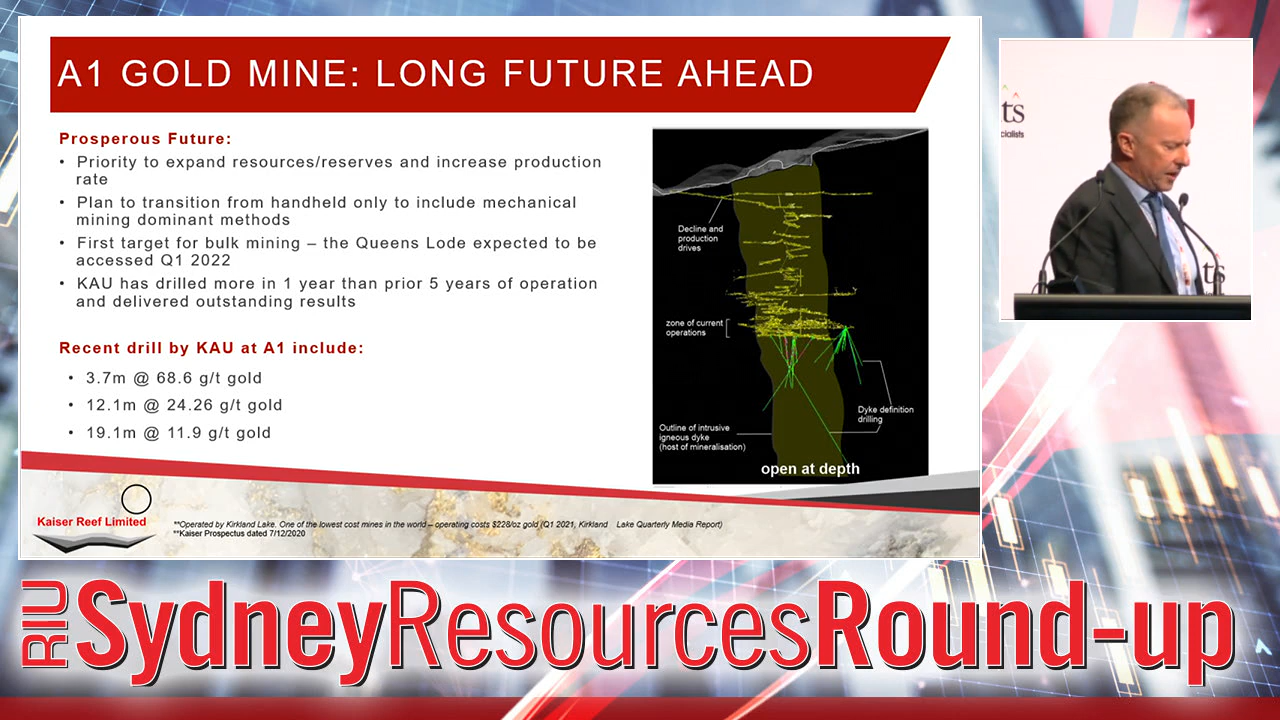 A1 GOLD MINE: LONG FUTURE AHEAD
Prosperous Future:
• Priority to expand resources/reserves and increase production
rate
• Plan to transition from handheld only to include mechanical
mining dominant methods
• First target for bulk mining – the Queens Lode expected to be
accessed Q1 2022
• KAU has drilled more in 1 year than prior 5 years of operation
and delivered outstanding results
Recent drill by KAU at A1 include:
• 3.7m @ 68.6 g/t gold
• 12.1m @ 24.26 g/t gold
• 19.1m @ 11.9 g/t gold
Decline and
production
drives
zone of current
operations
Dyke definition
drilling
Outline of intrusive
igneous dyke
(host of mineralisation)
open at depth
Kaiser Reef Limited
**Operated by Kirkland Lake. One of the lowest cost mines in the world – operating costs $228/oz gold (Q1 2021, Kirkland Lake Quarterly Media Report)
**Kaiser Prospectus dated 7/12/2020
ts
cialists
ts
RIU SydneyResourcesRound-up